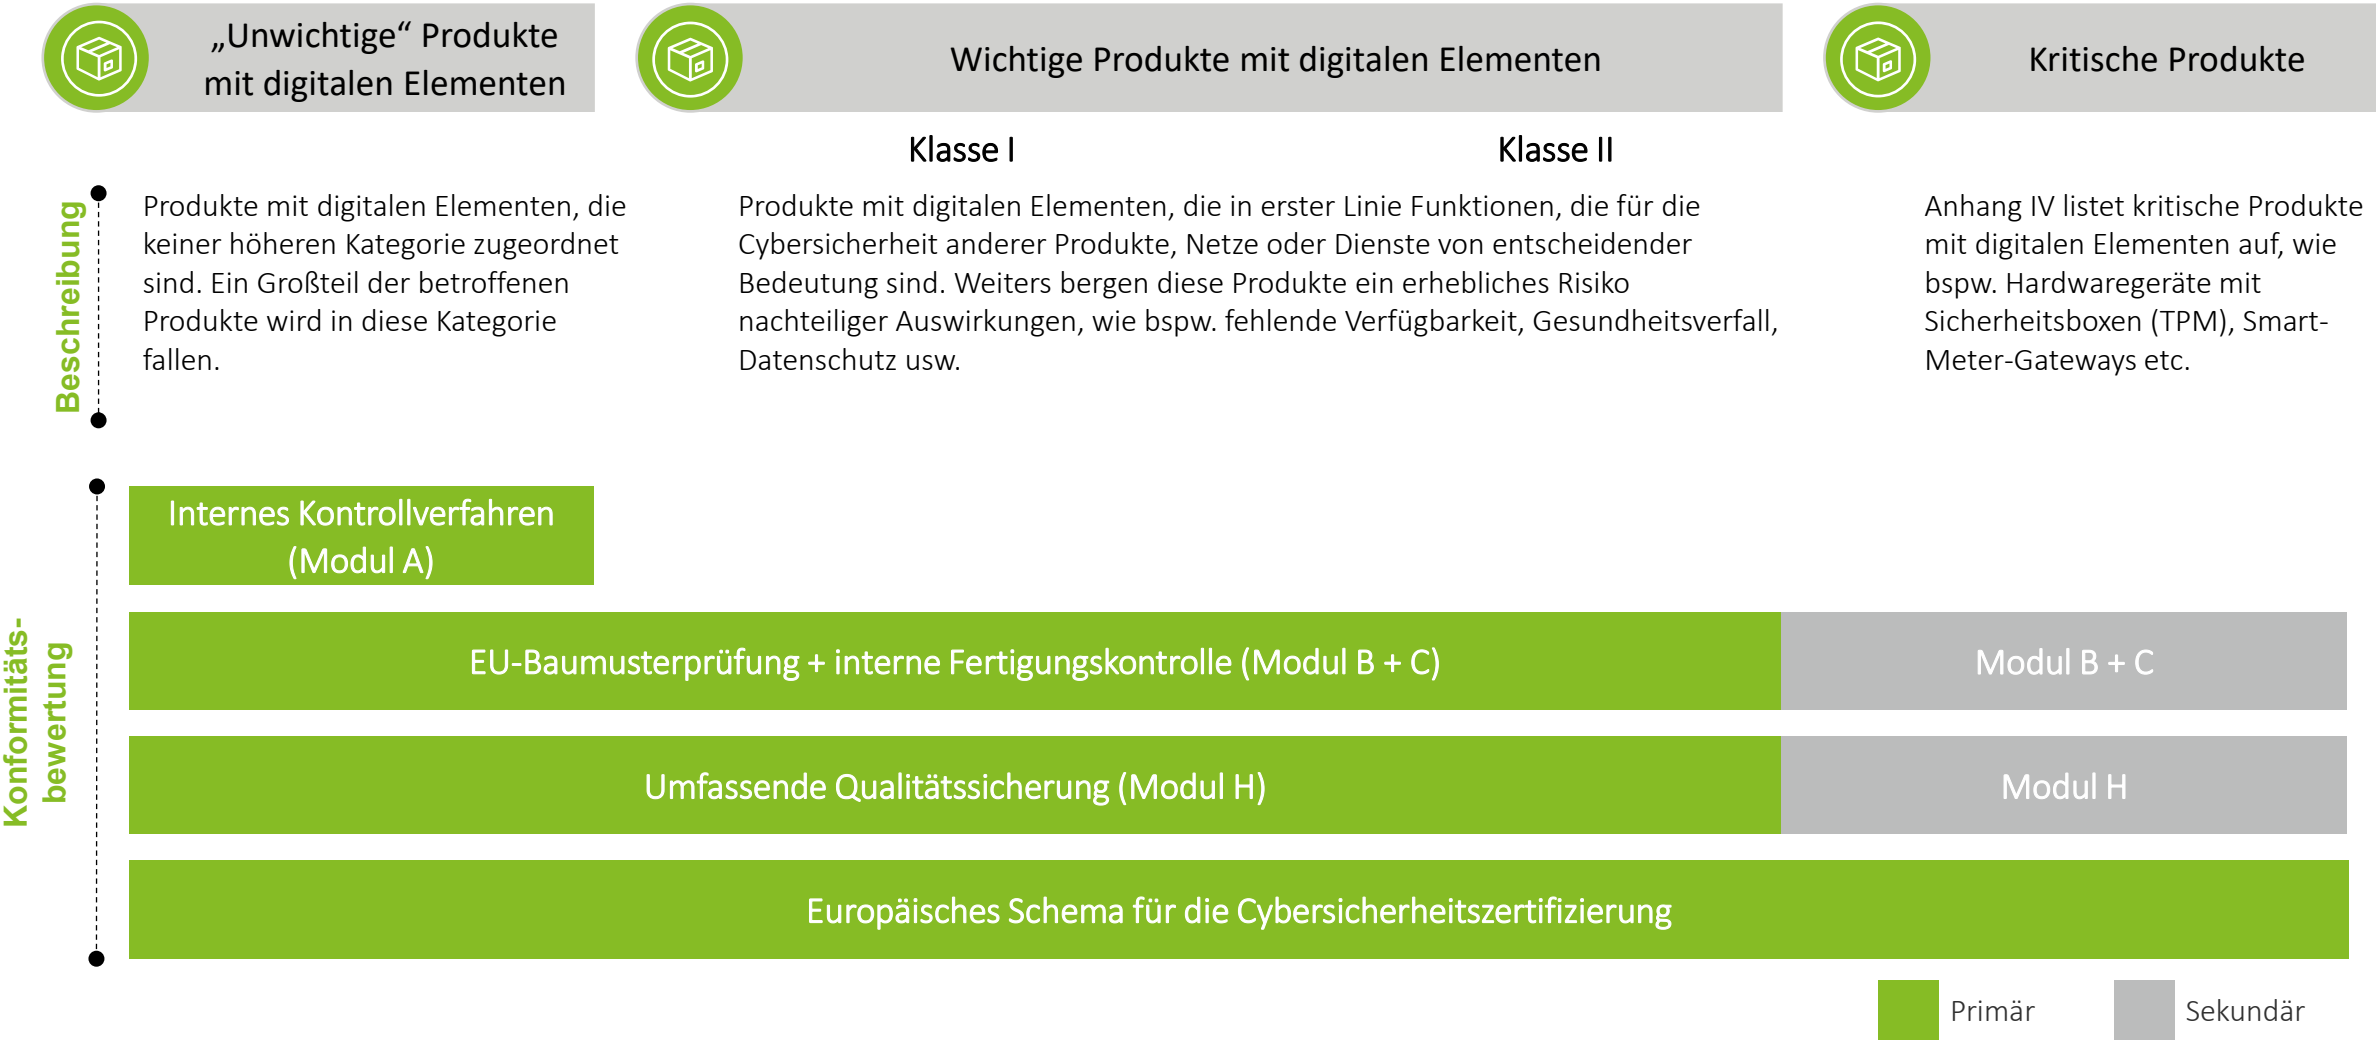 „Unwichtige“ Produkte
mit digitalen Elementen
Wichtige Produkte mit digitalen Elementen
Kritische Produkte
Klasse I
Klasse II
Beschreibung
Produkte mit digitalen Elementen, die
keiner höheren Kategorie zugeordnet
sind. Ein Großteil der betroffenen
Produkte wird in diese Kategorie
fallen.
Produkte mit digitalen Elementen, die in erster Linie Funktionen, die für die
Cybersicherheit anderer Produkte, Netze oder Dienste von entscheidender
Bedeutung sind. Weiters bergen diese Produkte ein erhebliches Risiko
nachteiliger Auswirkungen, wie bspw. fehlende Verfügbarkeit, Gesundheitsverfall,
Datenschutz usw.
Anhang IV listet kritische Produkte
mit digitalen Elementen auf, wie
bspw. Hardwaregeräte mit
Sicherheitsboxen (TPM), Smart-
Meter-Gateways etc.
Konformitäts-
bewertung
Internes Kontrollverfahren
(Modul A)
EU-Baumusterprüfung + interne Fertigungskontrolle (Modul B + C)
Modul B + C
Umfassende Qualitätssicherung (Modul H)
Modul H
Europäisches Schema für die Cybersicherheitszertifizierung
Primär
Sekundär